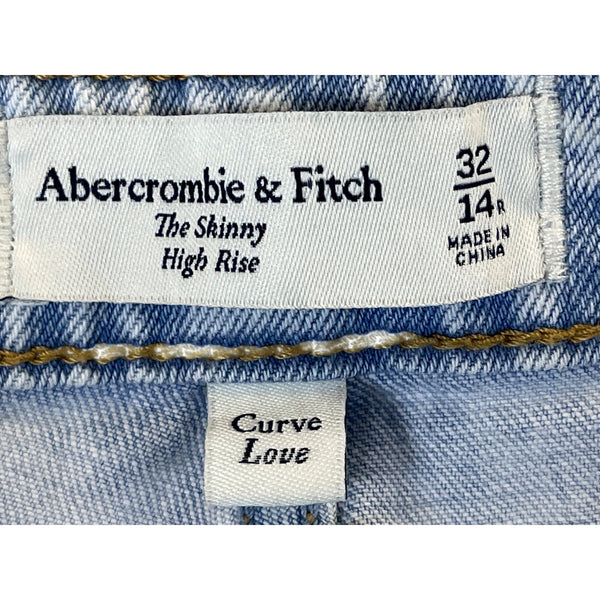 Abercrombie & Fitch
The Skinny
High Rise
32
14R
MADE IN
CHINA
Curve
Love